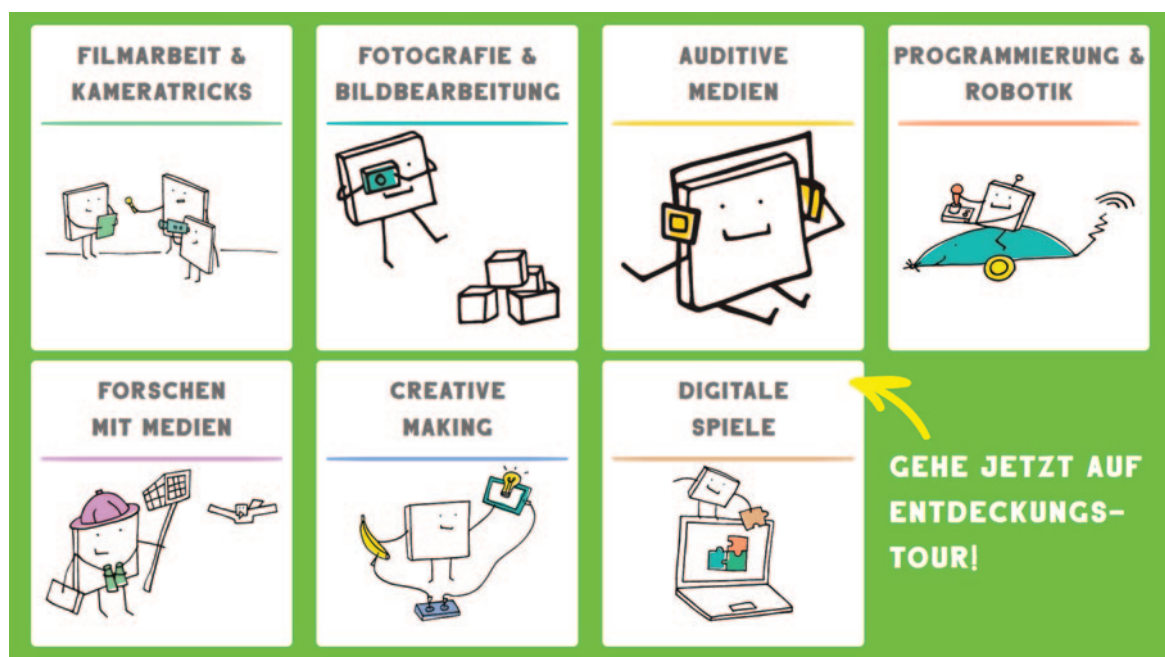 FILMARBEIT &
KAMERATRICKS
FOTOGRAFIE &
BILDBEARBEITUNG
AUDITIVE
MEDIEN
PROGRAMMIERUNG &
ROBOTIK
FORSCHEN
MIT MEDIEN
CREATIVE
MAKING
DIGITALE
SPIELE
GEHE JETZT AUF
ENTDECKUNGS-
TOUR!